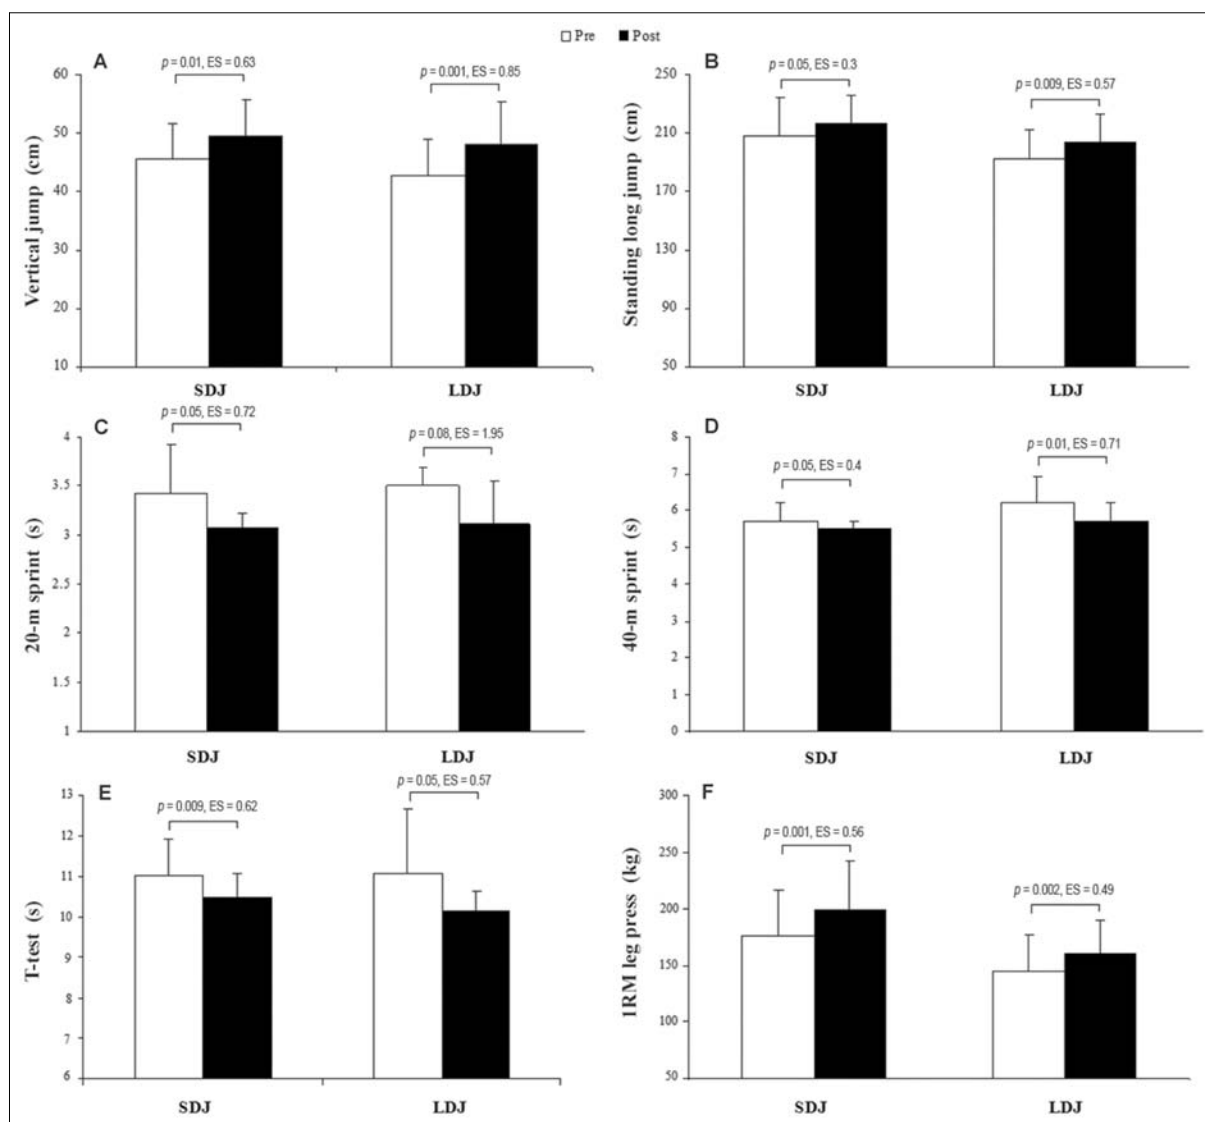 Pre Post
A
p = 0.01, ES = 0.63
p = 0.001, ES = 0.85
Vertical jump (cm)
60
50
40
30
20
10
SDJ LDJ
B
p = 0.05, ES = 0.3
p = 0.009, ES = 0.57
Standing long jump (cm)
250
210
170
130
90
50
SDJ LDJ
C
p = 0.05, ES = 0.72
p = 0.08, ES = 1.95
20-m sprint (s)
4
3.5
3
2.5
2
1.5
1
SDJ LDJ
D
p = 0.05, ES = 0.4
p = 0.01, ES = 0.71
40-m sprint (s)
8
7
6
5
4
3
2
1
0
SDJ LDJ
E
p = 0.009, ES = 0.62
p = 0.05, ES = 0.57
T-test (s)
13
12
11
10
9
8
7
6
SDJ LDJ
F
p = 0.001, ES = 0.56
p = 0.002, ES = 0.49
1RM leg press (kg)
300
250
200
150
100
50
SDJ LDJ